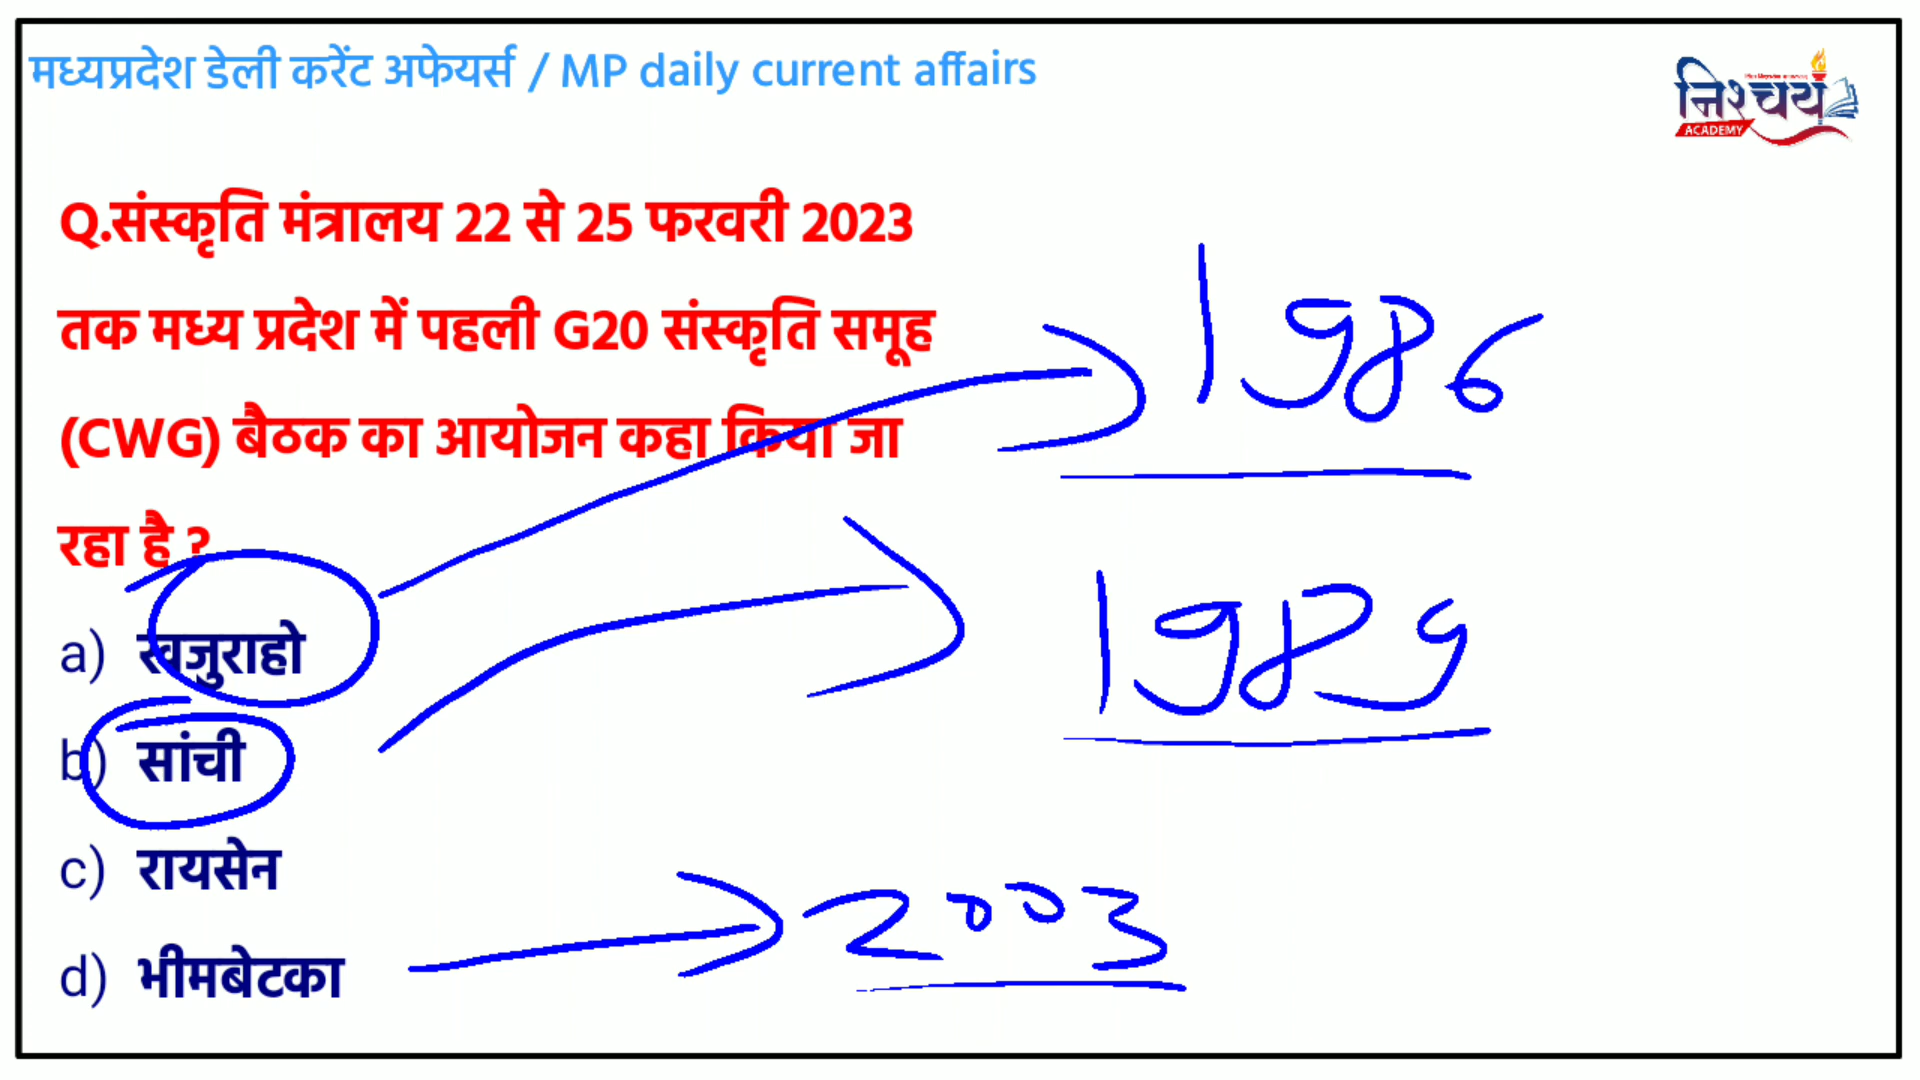 मध्यप्रदेश डेली करेंट अफेयर्स / MP daily current affairs
निश्चय
ACADEMY
Q.संस्कृति मंत्रालय 22 से 25 फरवरी 2023
तक मध्य प्रदेश में पहली G20 संस्कृति समूह
(CWG) बैठक का आयोजन कहा किया जा
रहा है ?
1986
a) खजुराहो
1989
b) सांची
c) रायसेन
2003
d) भीमबेटका